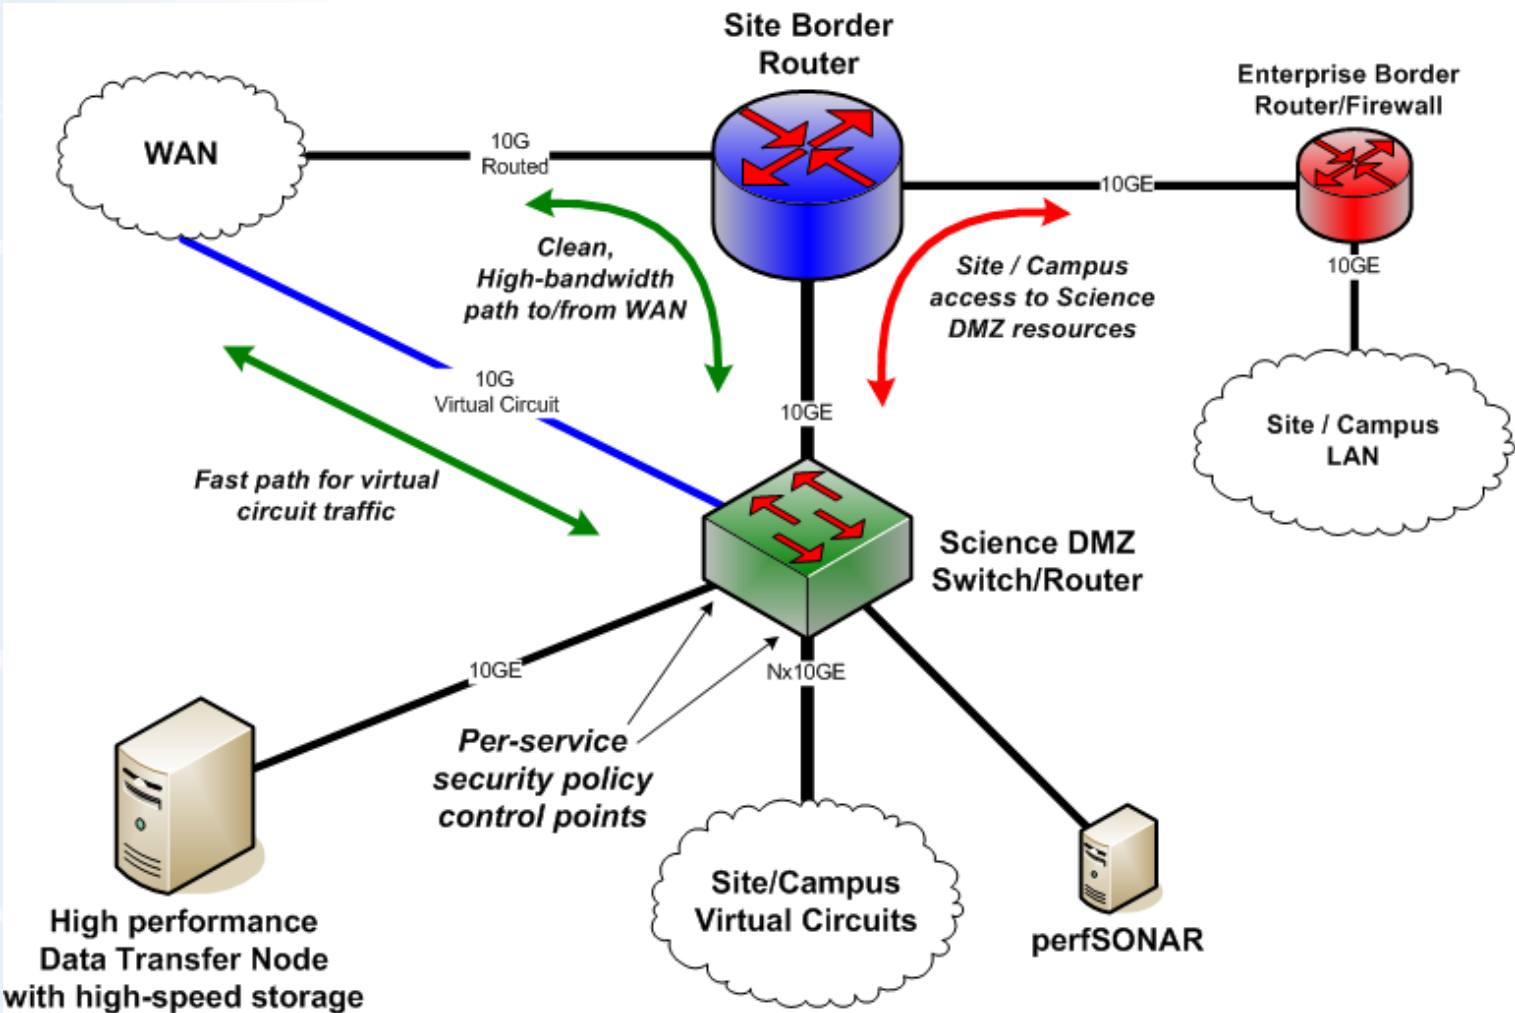 Site Border
Router
Enterprise Border
Router/Firewall
WAN
10G
Routed
10GE
Clean,
High-bandwidth
path to/from WAN
Site / Campus
access to Science
DMZ resources
10GE
10G
Virtual Circuit
10GE
Site / Campus
LAN
Fast path for virtual
circuit traffic
Science DMZ
Switch/Router
10GE
Nx10GE
Per-service
security policy
control points
Site/Campus
Virtual Circuits
perfSONAR
High performance
Data Transfer Node
with high-speed storage